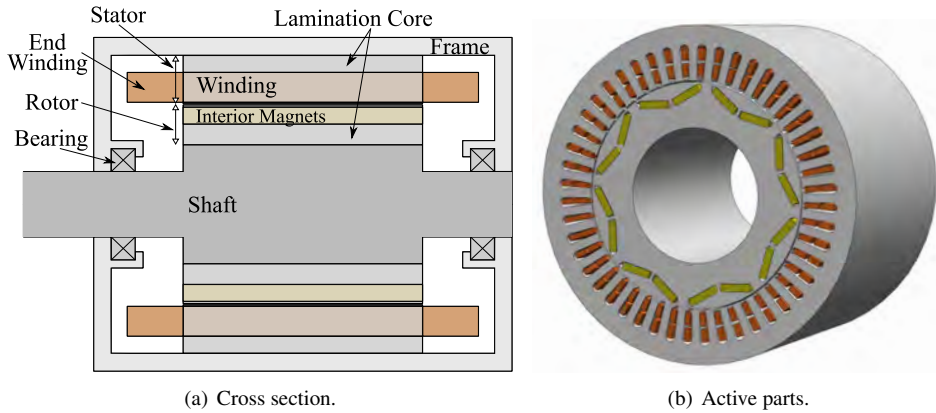 Stator
Lamination Core
End
Winding
Frame
Winding
Rotor
Interior Magnets
Bearing
Shaft
(a) Cross section.
(b) Active parts.